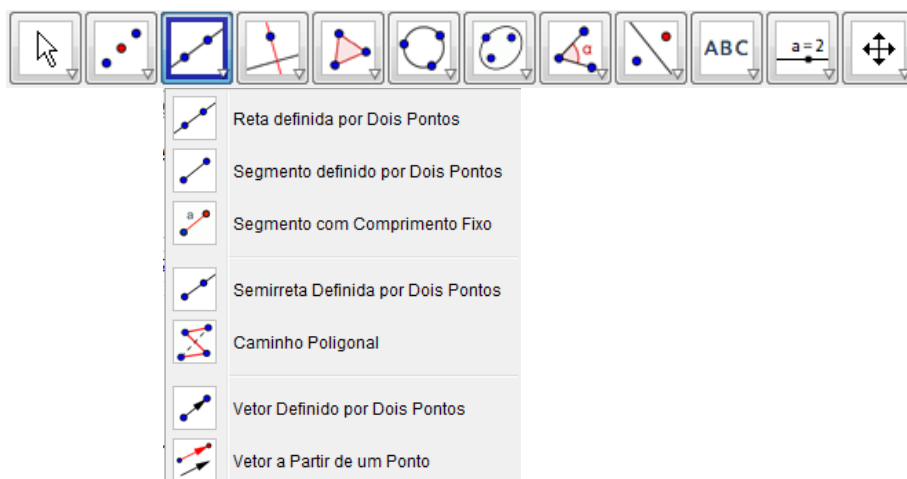 ABC a=2
α
Reta definida por Dois Pontos
Segmento definido por Dois Pontos
a
Segmento com Comprimento Fixo
Semirreta Definida por Dois Pontos
Caminho Poligonal
Vetor Definido por Dois Pontos
Vetor a Partir de um Ponto